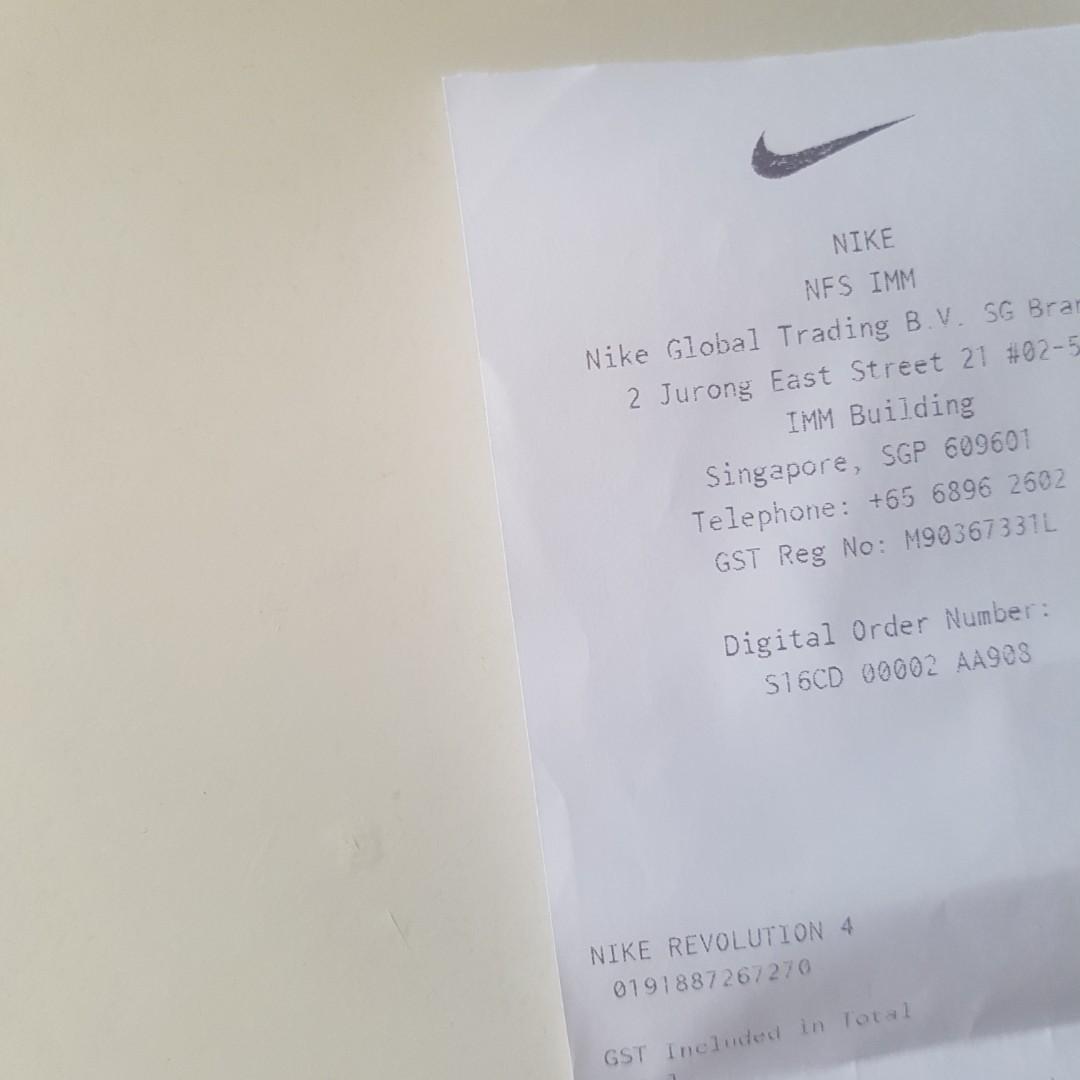 NIKE
NFS IMM
Nike Global Trading B.V. SG
2 Jurong East Street 21
IMM Building
Singapore, SGP 609601
Telephone: +65 6896 2602
GST Reg No: M90367331L
Digital Order Number:
S16CD 00002 AA908
NIKE REVOLUTION 4
0191887267270
GST Included in Total